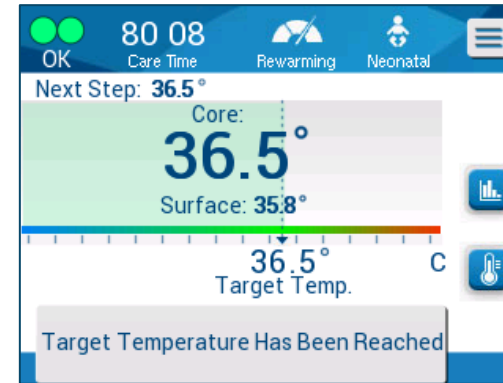 OK
80 08
Care Time
Rewarming
Neonatal
Next Step: 36.5°
Core:
36.5°
Surface: 35.8°
36.5° C
Target Temp.
Target Temperature Has Been Reached